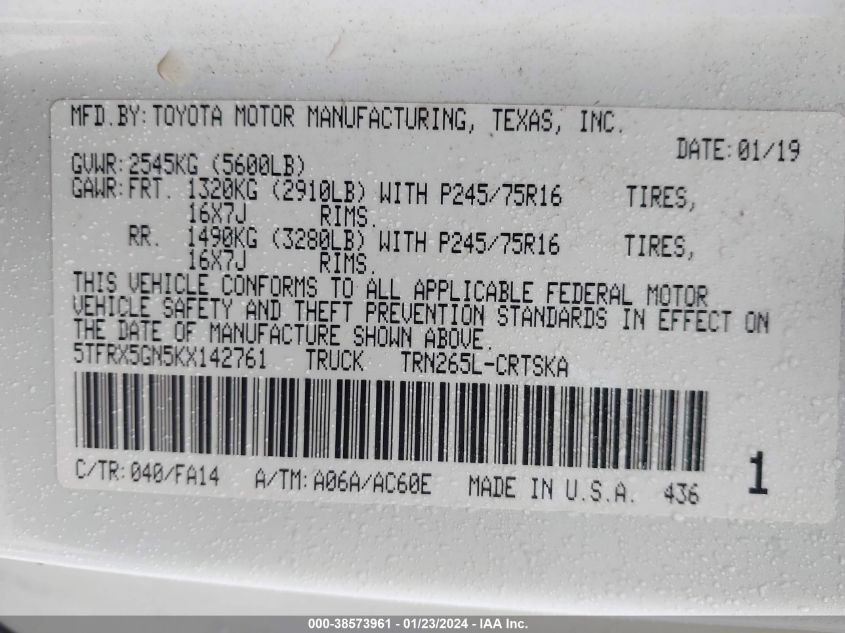 MFD.BY:TOYOTA MOTOR MANUFACTURING, TEXAS, INC.
DATE:01/19
GVWR:2545KG (5600LB)
GAWR:FRT. 1320KG (2910LB) WITH P245/75R16 TIRES,
16X7J RIMS.
RR. 1490KG (3280LB) WITH P245/75R16 TIRES,
16X7J RIMS.
THIS VEHICLE CONFORMS TO ALL APPLICABLE FEDERAL MOTOR
VEHICLE SAFETY AND THEFT PREVENTION STANDARDS IN EFFECT ON
THE DATE OF MANUFACTURE SHOWN ABOVE.
5TFRX5GN5KX142761 TRUCK TRN265L-CRTSKA
C/TR:040/FA14 A/TM:A06A/AC60E MADE IN U.S.A. 436 1
000-38573961 - 01/23/2024 - IAA Inc.